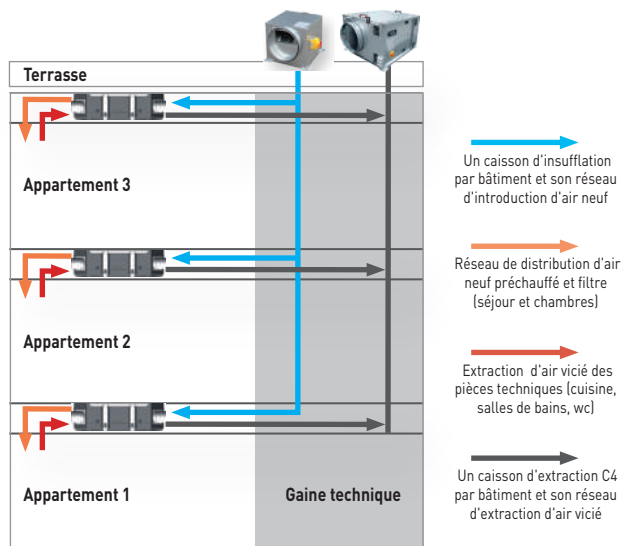 Terrasse
Appartement 3
Appartement 2
Appartement 1
Gaine technique
Un caisson d'insufflation
par bâtiment et son réseau
d'introduction d'air neuf
Réseau de distribution d'air
neuf préchauffé et filtre
(séjour et chambres)
Extraction d'air vicié des
pièces techniques (cuisine,
salles de bains, wc)
Un caisson d'extraction C4
par bâtiment et son réseau
d'extraction d'air vicié